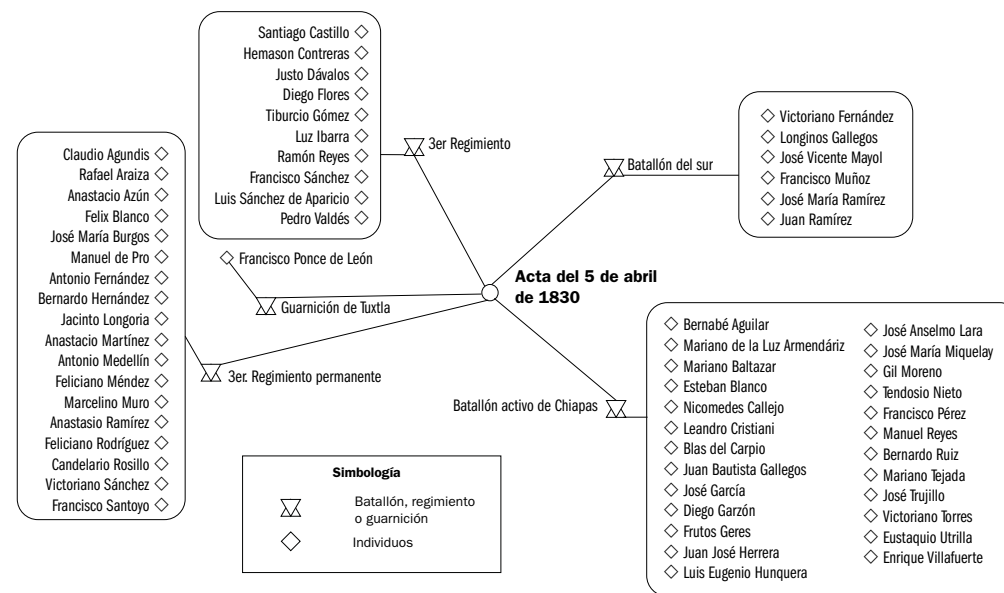 Santiago Castillo
Hemason Contreras
Justo Dávalos
Diego Flores
Tiburcio Gómez
Luz Ibarra
Ramón Reyes
Francisco Sánchez
Luis Sánchez de Aparicio
Pedro Valdés
3er Regimiento
Batallón del sur
Victoriano Fernández
Longinos Gallegos
José Vicente Mayol
Francisco Muñoz
José María Ramírez
Juan Ramírez
Claudio Agundis
Rafael Araiza
Anastacio Azún
Felix Blanco
José María Burgos
Manuel de Pro
Antonio Fernández
Bernardo Hernández
Jacinto Longoria
Anastacio Martínez
Antonio Medellín
Feliciano Méndez
Marcelino Muro
Anastasio Ramírez
Feliciano Rodríguez
Candelario Rosillo
Victoriano Sánchez
Francisco Santoyo
Francisco Ponce de León
Guarnición de Tuxtla
3er. Regimiento permanente
Acta del 5 de abril
de 1830
Batallón activo de Chiapas
Bernabé Aguilar
Mariano de la Luz Armendáriz
Mariano Baltazar
Esteban Blanco
Nicomedes Callejo
Leandro Cristiani
Blas del Carpio
Juan Bautista Gallegos
José García
Diego Garzón
Frutos Geres
Juan José Herrera
Luis Eugenio Hunquera
José Anselmo Lara
José María Miquelay
Gil Moreno
Tendosio Nieto
Francisco Pérez
Manuel Reyes
Bernardo Ruiz
Mariano Tejada
José Trujillo
Victoriano Torres
Eustaquio Utrilla
Enrique Villafuerte
Simbología
Batallón, regimiento
o guarnición
Individuos